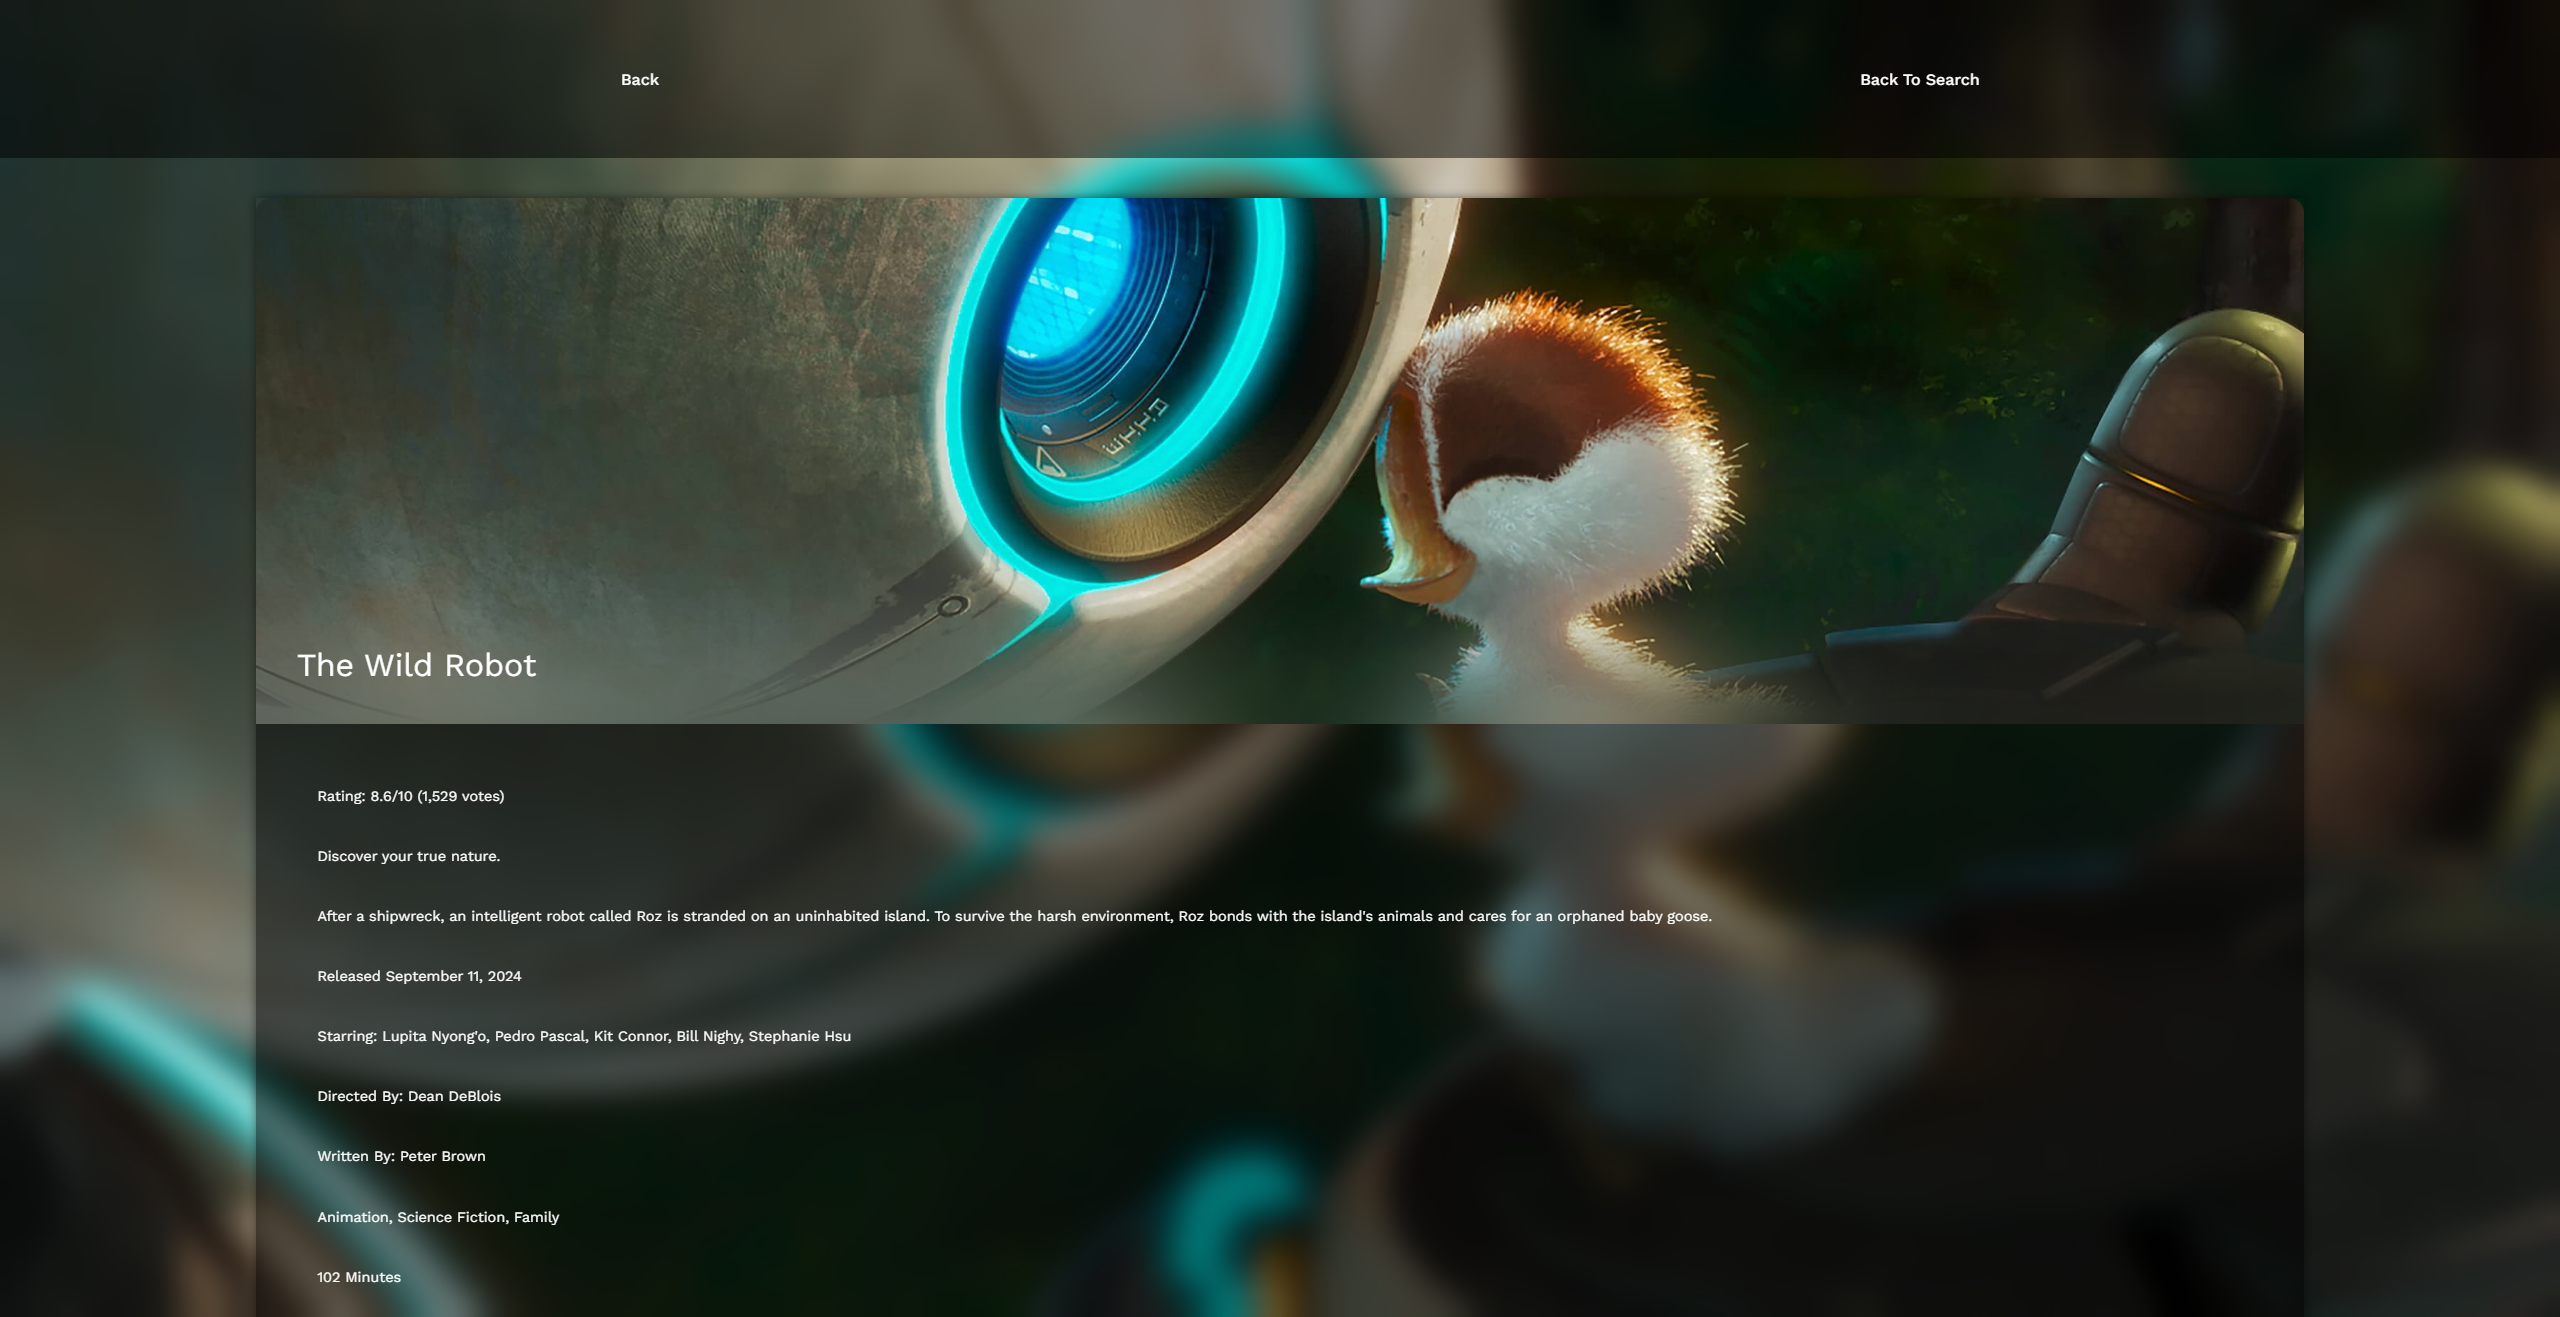 Back
Back To Search
The Wild Robot
Rating: 8.6/10 (1,529 votes)
Discover your true nature.
After a shipwreck, an intelligent robot called Roz is stranded on an uninhabited island. To survive the harsh environment, Roz bonds with the island's animals and cares for an orphaned baby goose.
Released September 11, 2024
Starring: Lupita Nyong'o, Pedro Pascal, Kit Connor, Bill Nighy, Stephanie Hsu
Directed By: Dean DeBlois
Written By: Peter Brown
Animation, Science Fiction, Family
102 Minutes